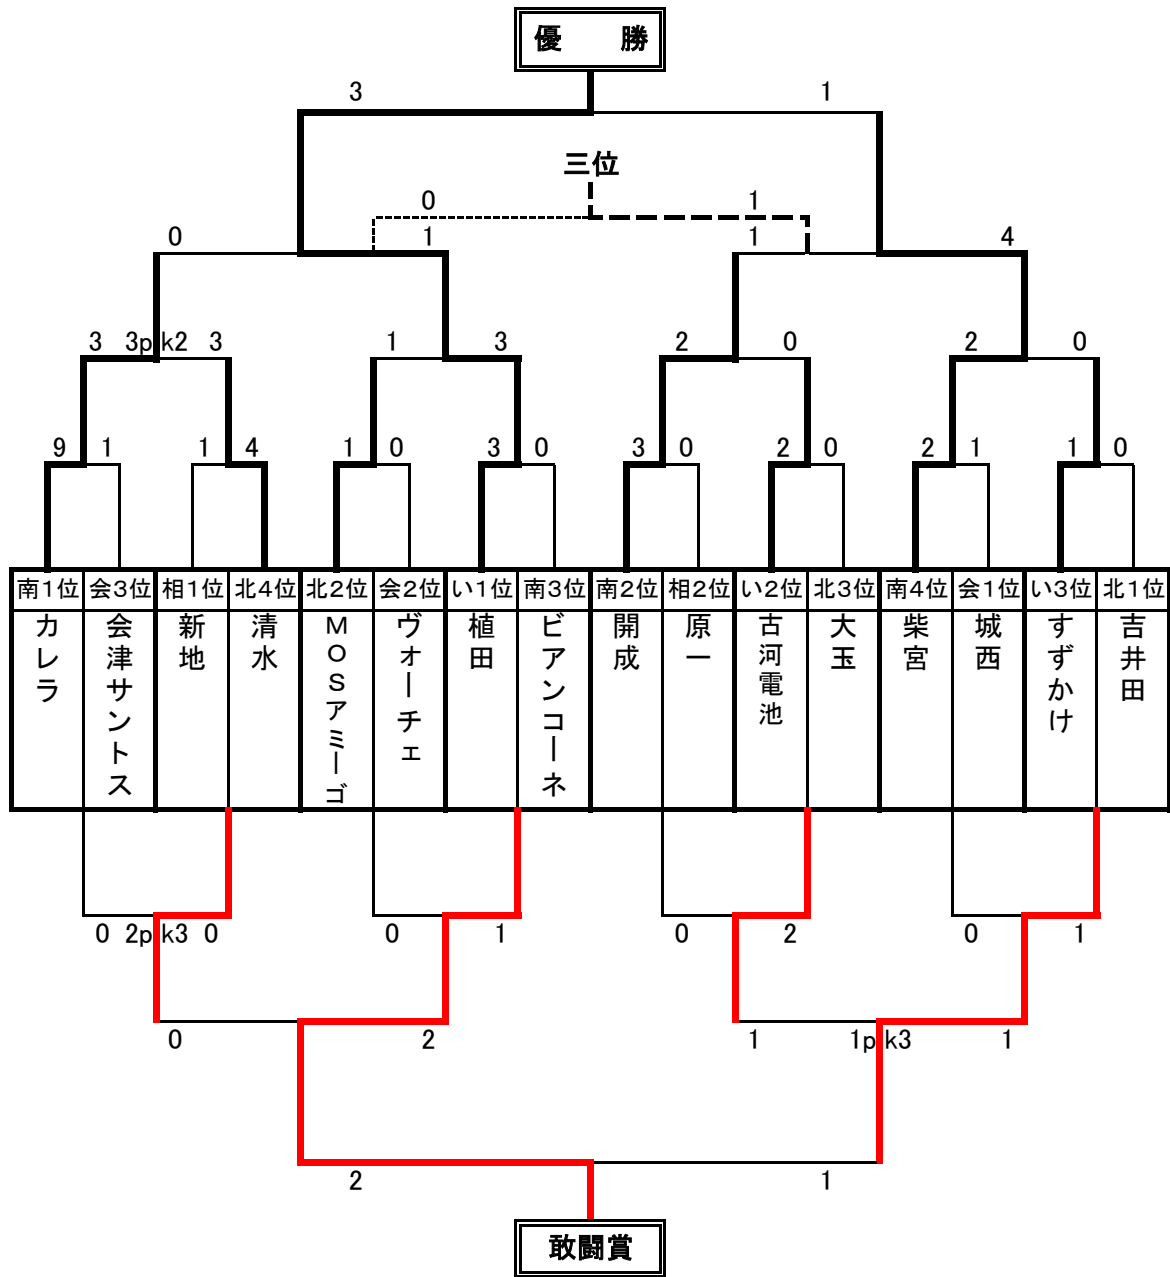 優　勝
3 1
三位
0 1
0 1 1 4
3 3pk2 3 1 3 2 0 2 0
9 1 1 4 1 0 3 0 3 0 2 0 2 1 1 0
南1位 会3位 相1位 北4位 北2位 会2位 い1位 南3位 南2位 相2位 い2位 北3位 南4位 会1位 い3位 北1位
カレラ
会津サントス
新地
清水
MOSアミーゴ
ヴォーチェ
植田
ビアンコーネ
開成
原一
古河電池
大玉
柴宮
城西
すずかけ
吉井田
0 2pk3 0 0 1 0 2 0 1
0 2 1 1pk3 1
2 1
敢闘賞